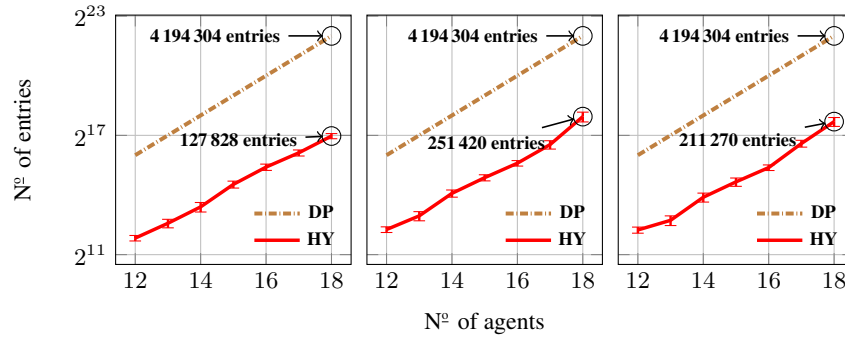 2^23
2^17
2^11
Nº of entries
4 194 304 entries
127 828 entries
DP
HY
12 14 16 18
4 194 304 entries
251 420 entries
DP
HY
12 14 16 18
4 194 304 entries
211 270 entries
DP
HY
12 14 16 18
Nº of agents